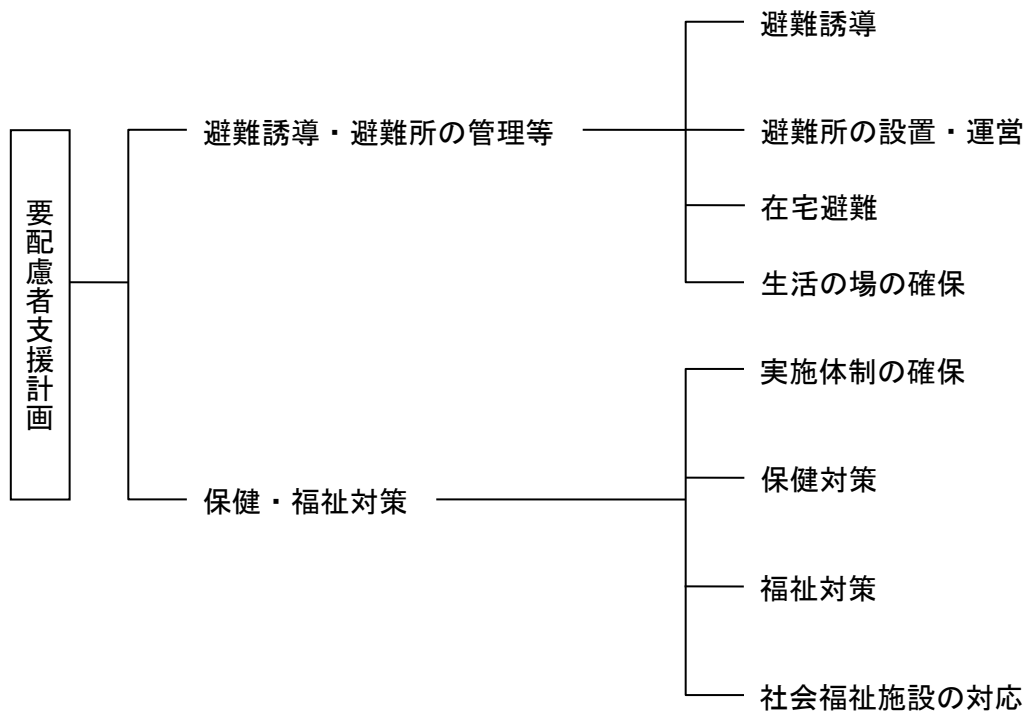 要配慮者支援計画
避難誘導・避難所の管理等
避難誘導
避難所の設置・運営
在宅避難
生活の場の確保
保健・福祉対策
実施体制の確保
保健対策
福祉対策
社会福祉施設の対応